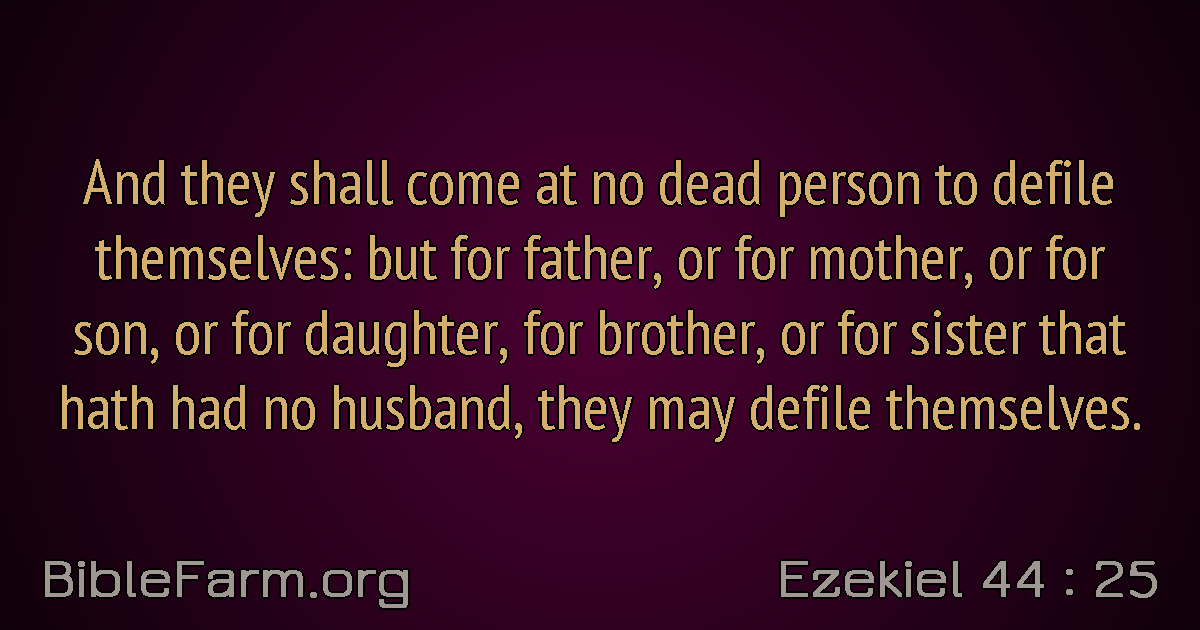 And they shall come at no dead person to defile
themselves: but for father, or for mother, or for
son, or for daughter, for brother, or for sister that
hath had no husband, they may defile themselves.
BibleFarm.org
Ezekiel 44 : 25